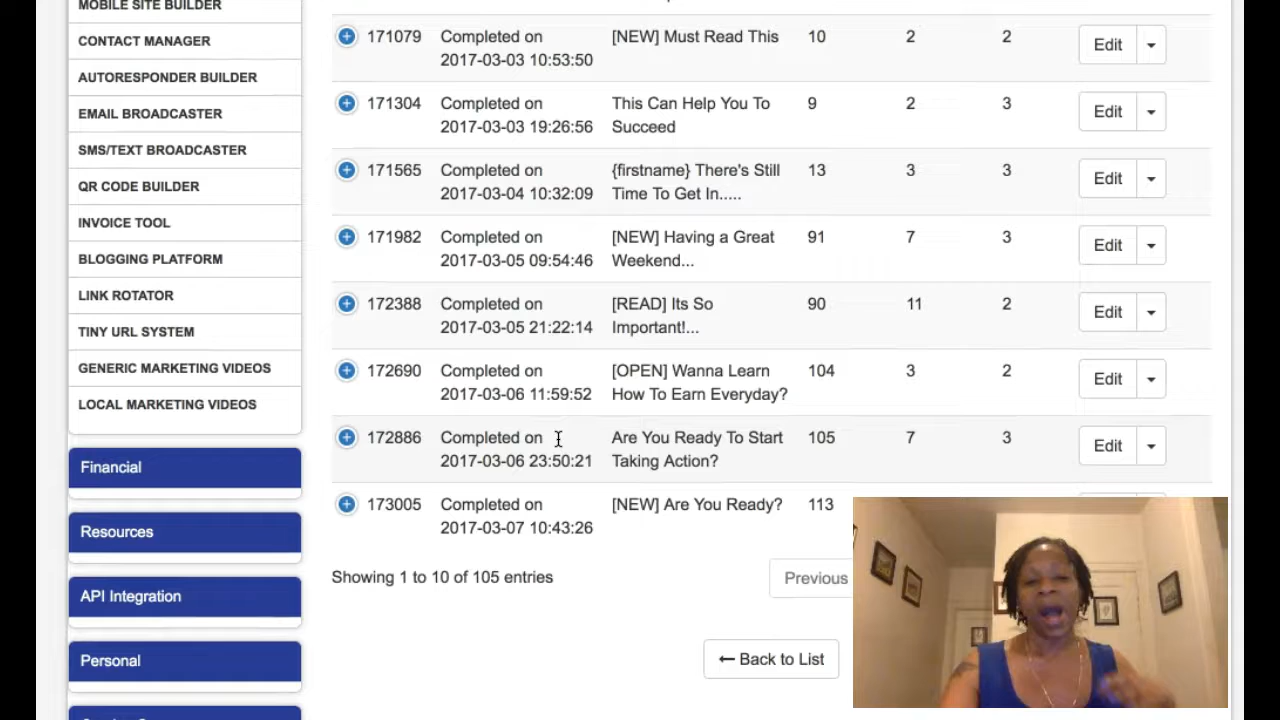 MOBILE SITE BUILDER
CONTACT MANAGER
AUTORESPONDER BUILDER
EMAIL BROADCASTER
SMS/TEXT BROADCASTER
QR CODE BUILDER
INVOICE TOOL
BLOGGING PLATFORM
LINK ROTATOR
TINY URL SYSTEM
GENERIC MARKETING VIDEOS
LOCAL MARKETING VIDEOS
Financial
Resources
API Integration
Personal
171079 Completed on [NEW] Must Read This 10 2 2 Edit
2017-03-03 10:53:50
171304 Completed on This Can Help You To 9 2 3 Edit
2017-03-03 19:26:56 Succeed
171565 Completed on {firstname} There's Still 13 3 3 Edit
2017-03-04 10:32:09 Time To Get In.....
171982 Completed on [NEW] Having a Great 91 7 3 Edit
2017-03-05 09:54:46 Weekend...
172388 Completed on [READ] Its So 90 11 2 Edit
2017-03-05 21:22:14 Important!...
172690 Completed on [OPEN] Wanna Learn 104 3 2 Edit
2017-03-06 11:59:52 How To Earn Everyday?
172886 Completed on Are You Ready To Start 105 7 3 Edit
2017-03-06 23:50:21 Taking Action?
173005 Completed on [NEW] Are You Ready? 113
2017-03-07 10:43:26
Showing 1 to 10 of 105 entries Previous
Back to List